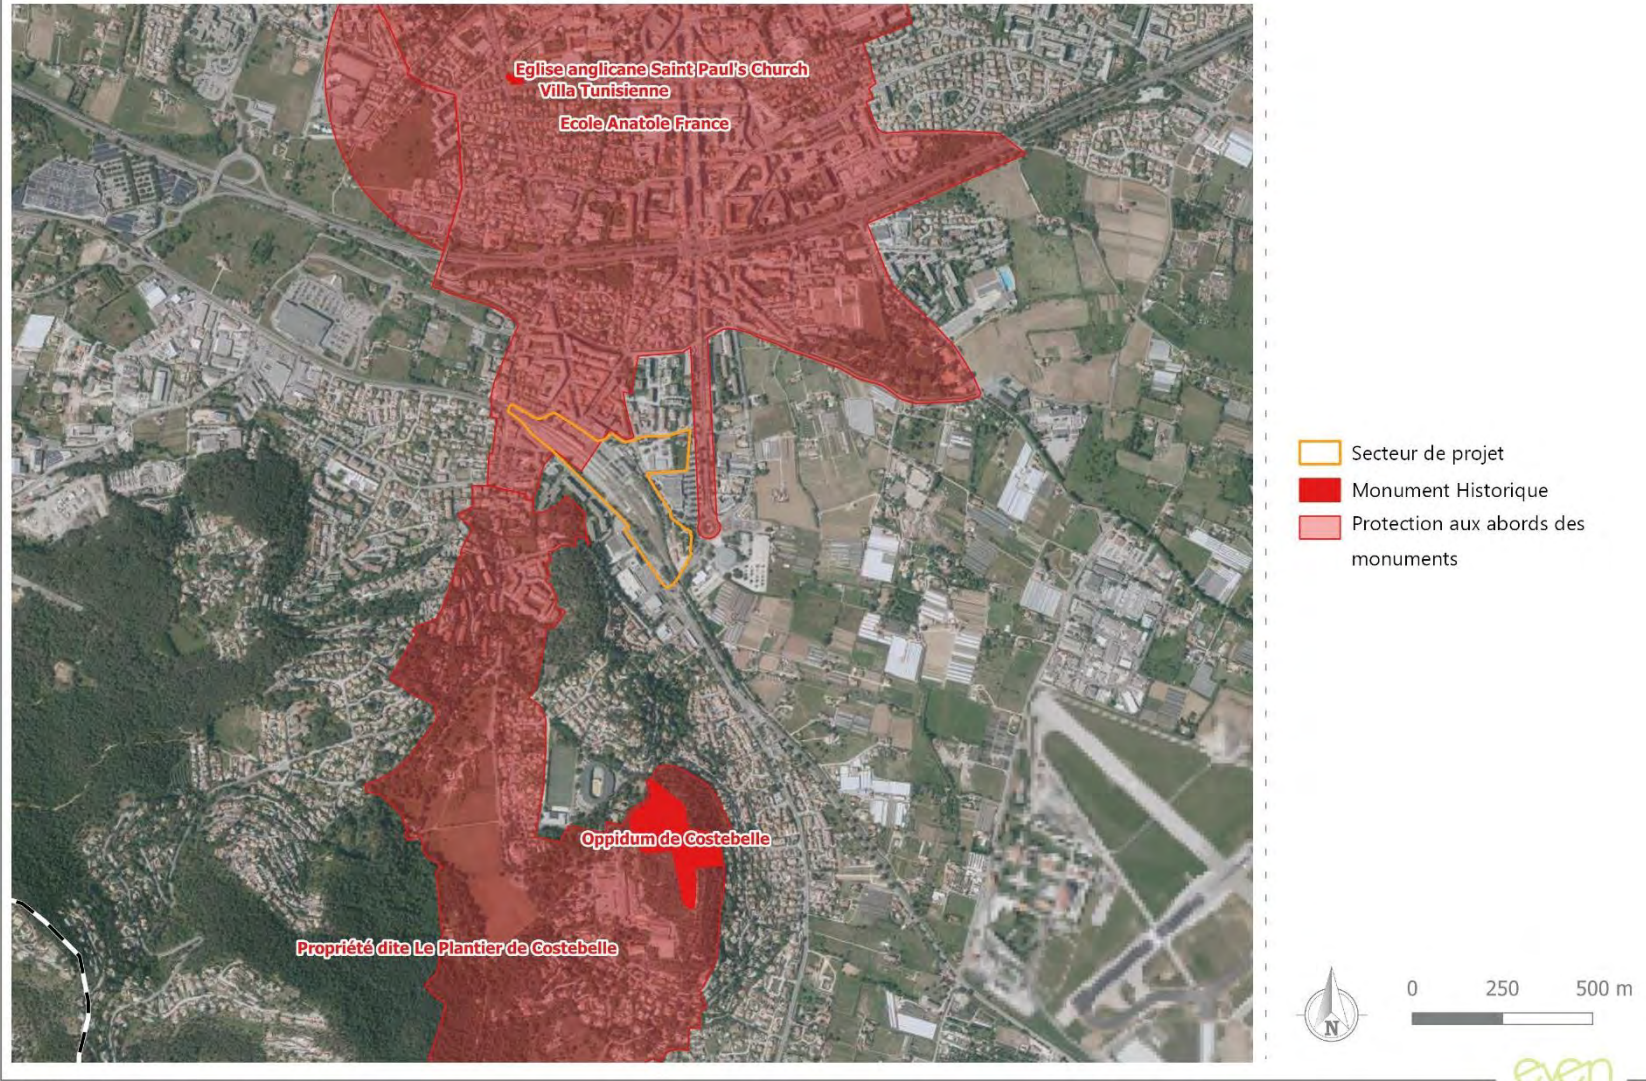 Eglise anglicane Saint Paul's Church
Villa Tunisienne
Ecole Anatole France
Oppidum de Costebelle
Propriété dite Le Plantier de Costebelle
Secteur de projet
Monument Historique
Protection aux abords des
monuments
N
0 250 500 m
even